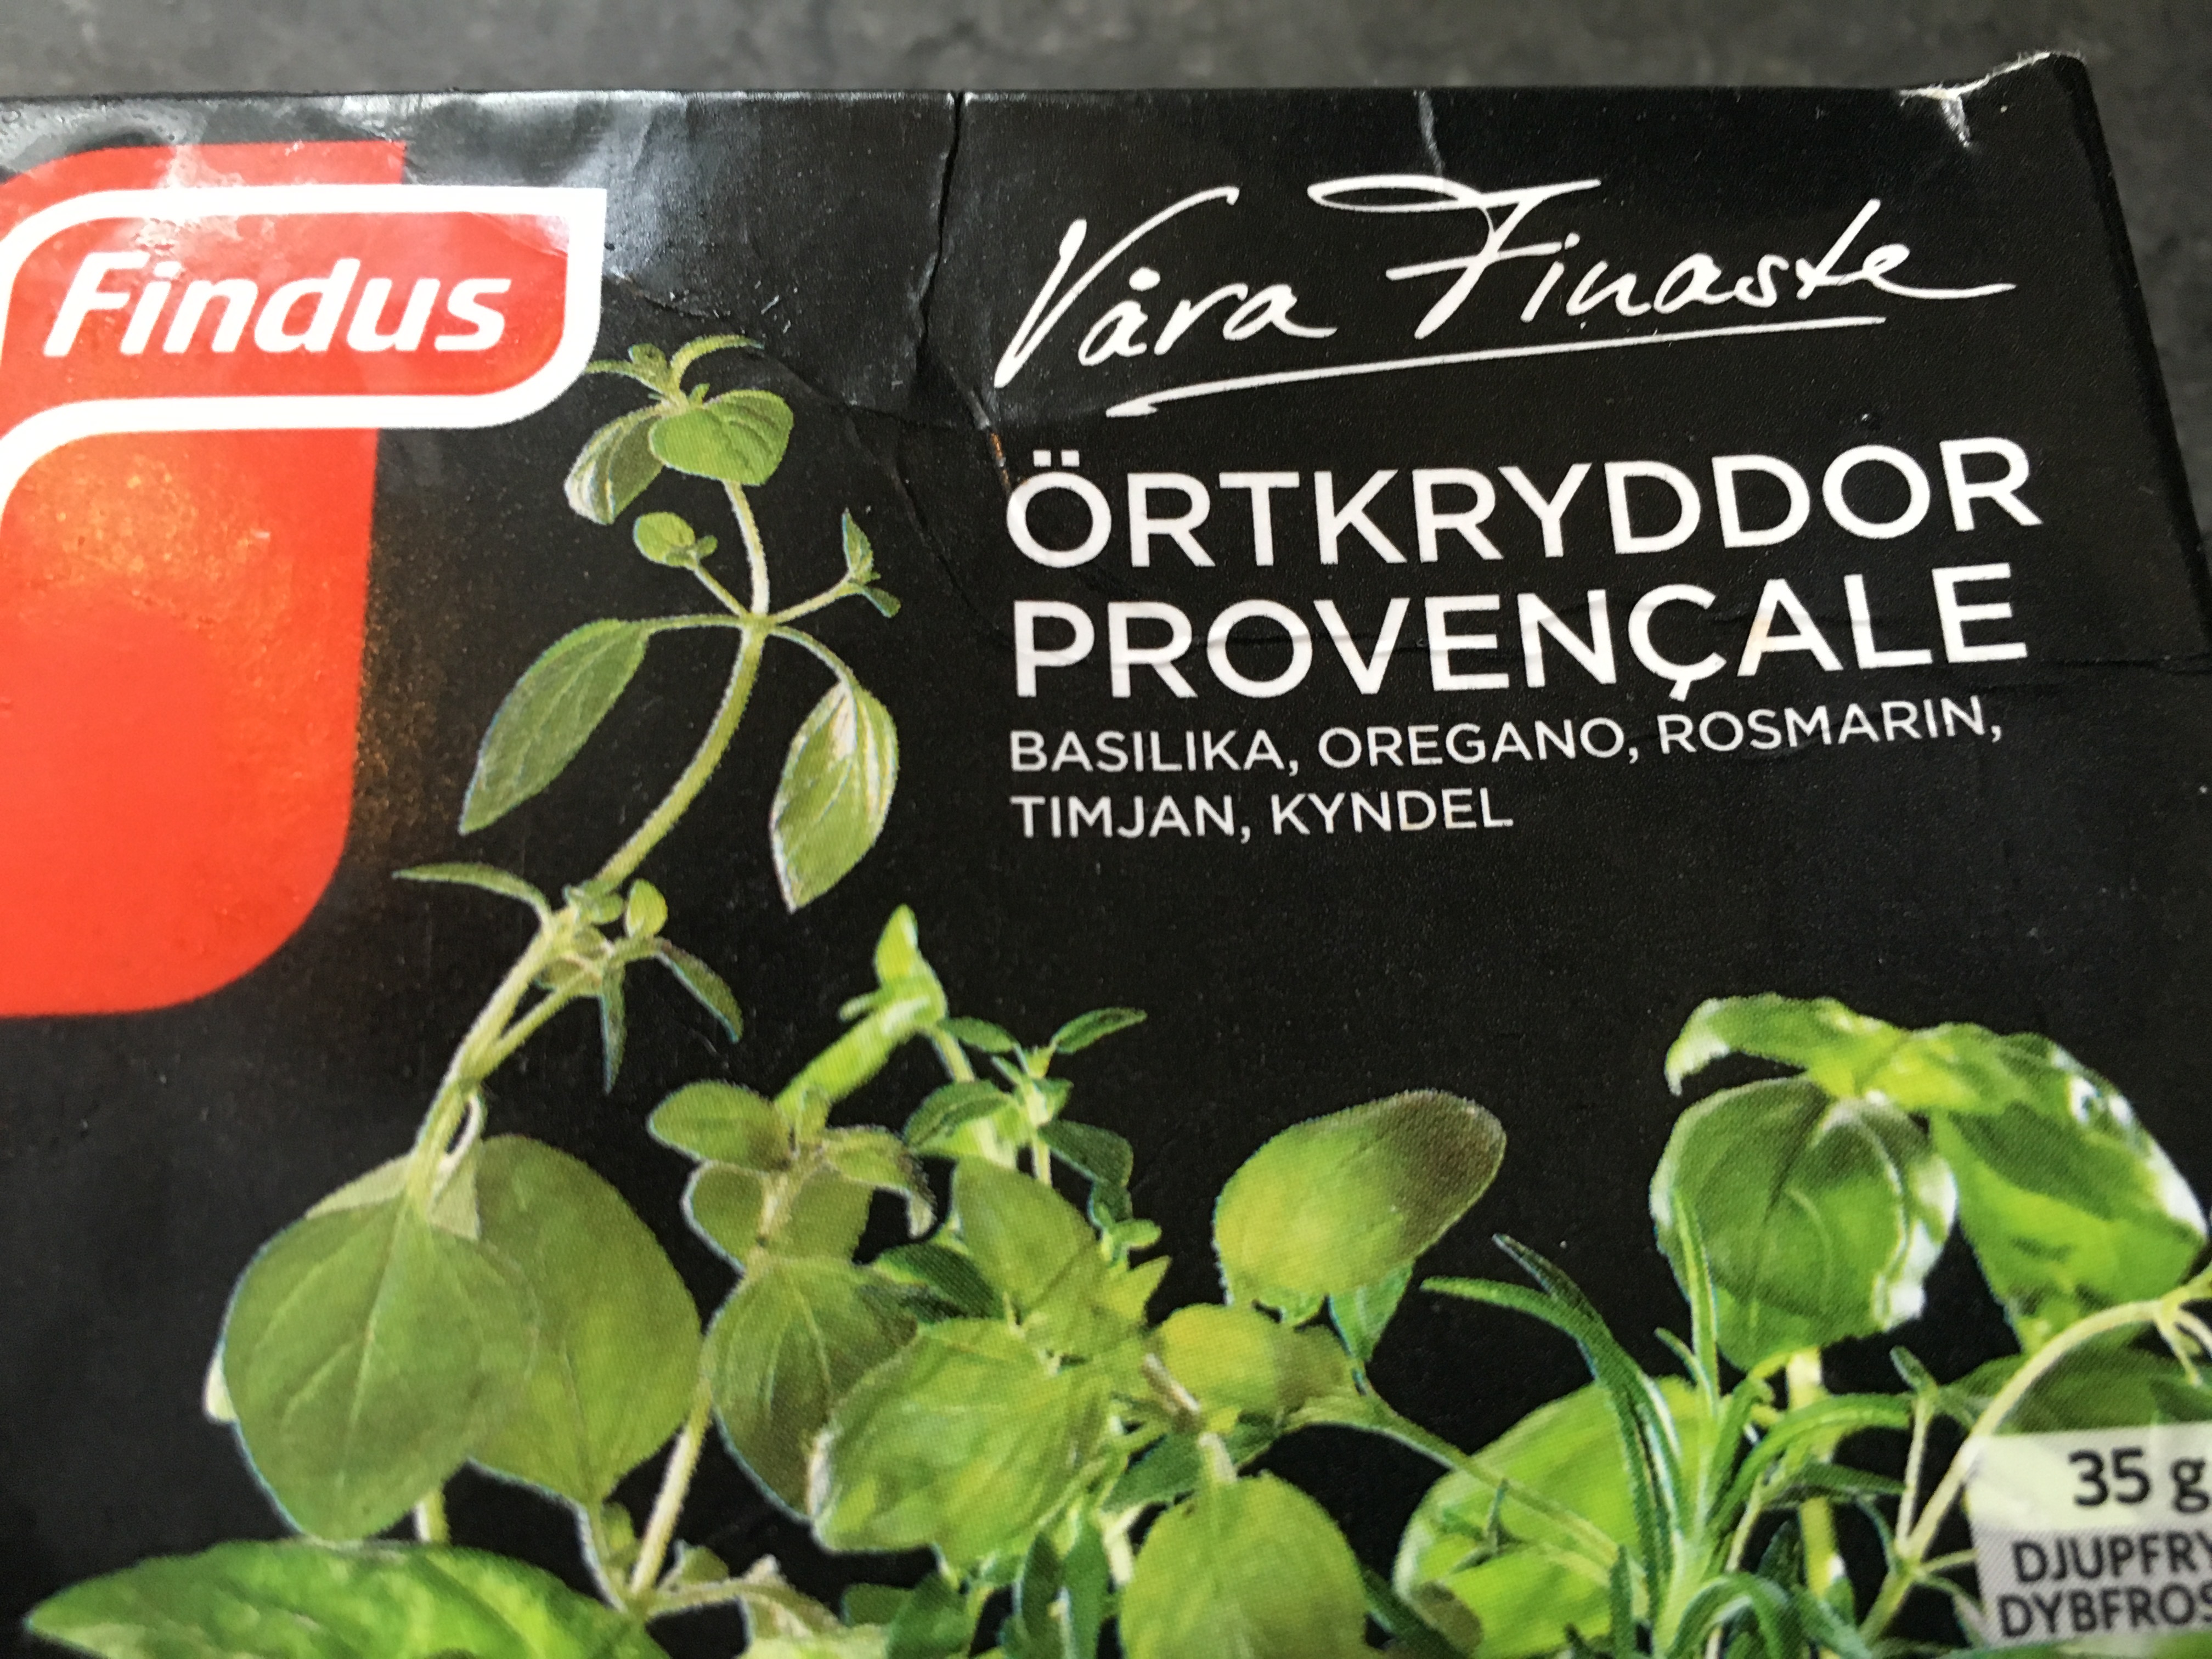 Findus
Våra Finaste
ÖRTKRYDDOR
PROVENÇALE
BASILIKA, OREGANO, ROSMARIN,
TIMJAN, KYNDEL
35 g